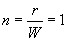 n = r/W = 1